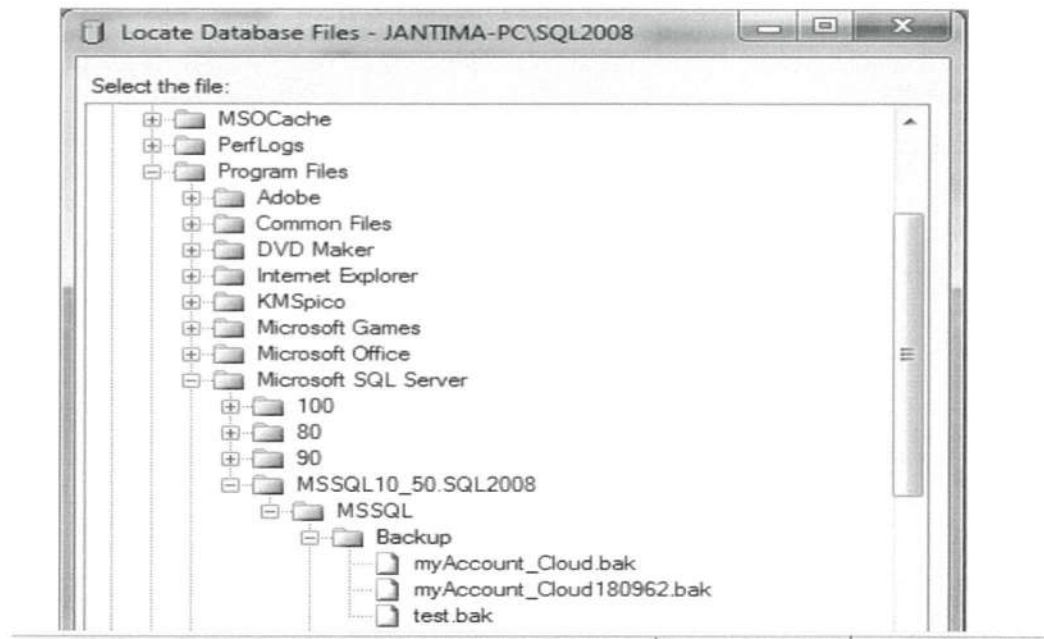 Locate Database Files - JANTIMA-PC\SQL2008
Select the file:
MSOCache
PerfLogs
Program Files
Adobe
Common Files
DVD Maker
Internet Explorer
KMSpico
Microsoft Games
Microsoft Office
Microsoft SQL Server
100
80
90
MSSQL10_50.SQL2008
MSSQL
Backup
myAccount_Cloud.bak
myAccount_Cloud180962.bak
test.bak